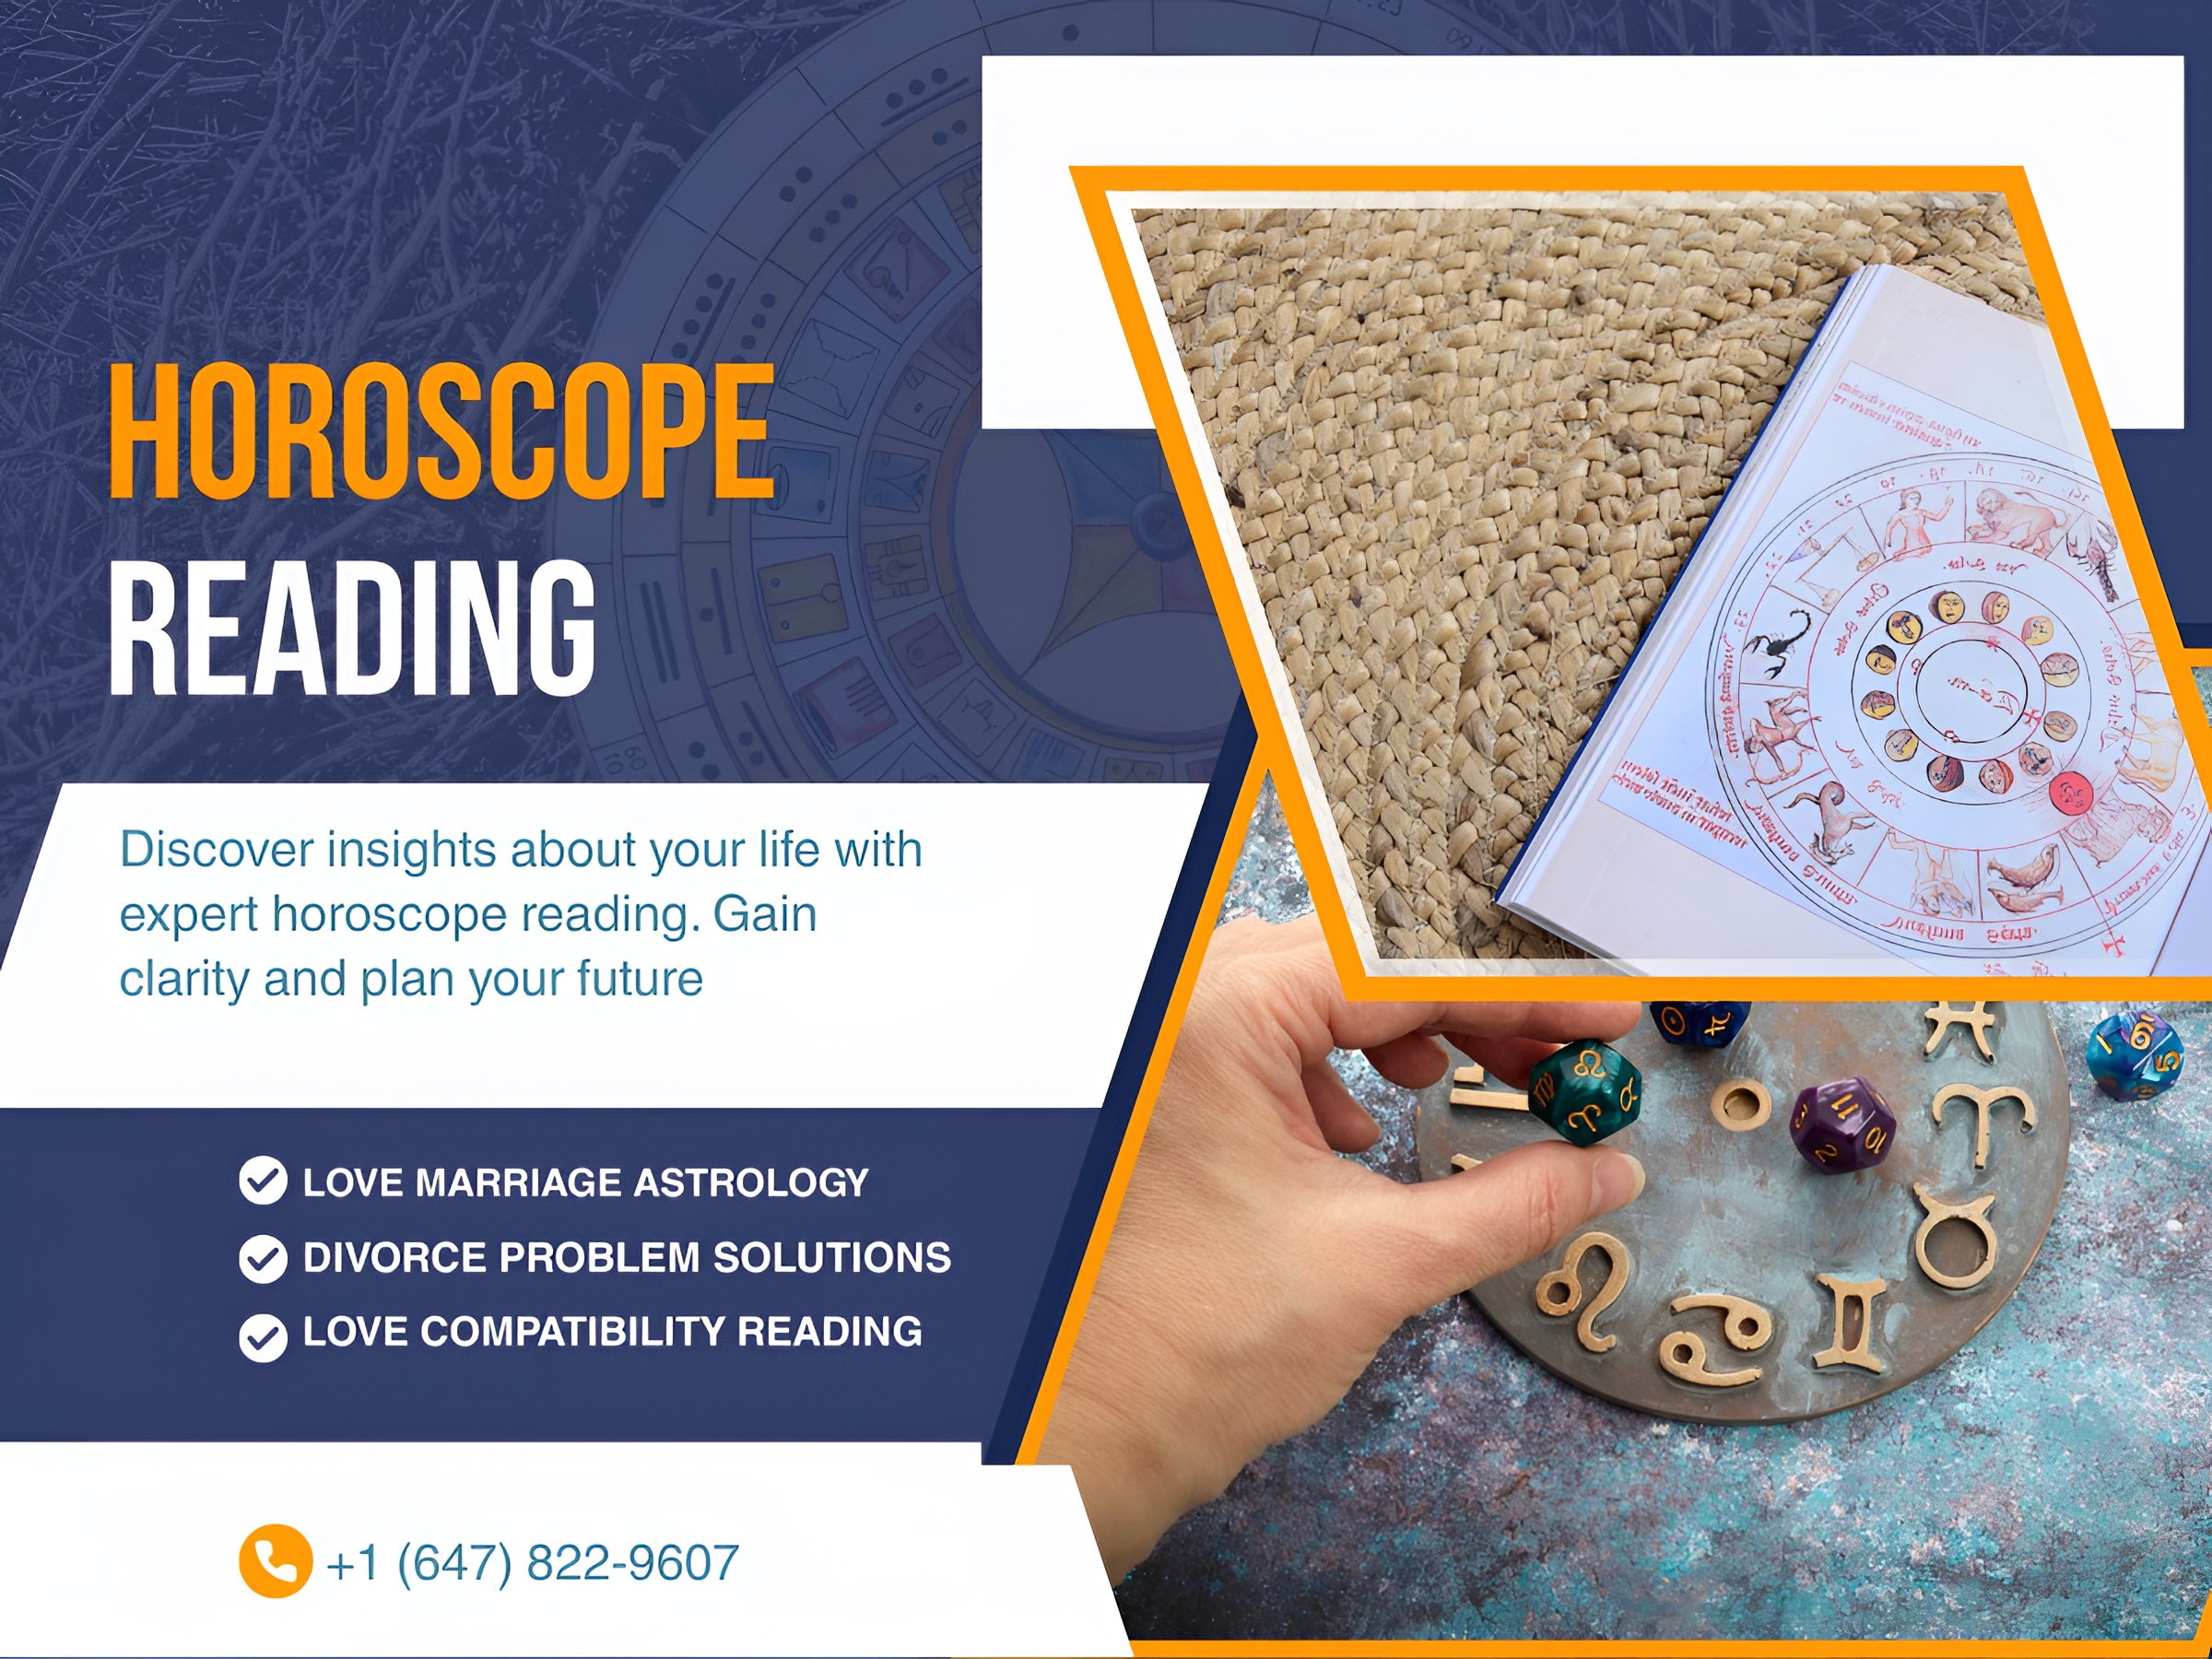 HOROSCOPE
READING
Discover insights about your life with
expert horoscope reading. Gain
clarity and plan your future
LOVE MARRIAGE ASTROLOGY
DIVORCE PROBLEM SOLUTIONS
LOVE COMPATIBILITY READING
+1 (647) 822-9607